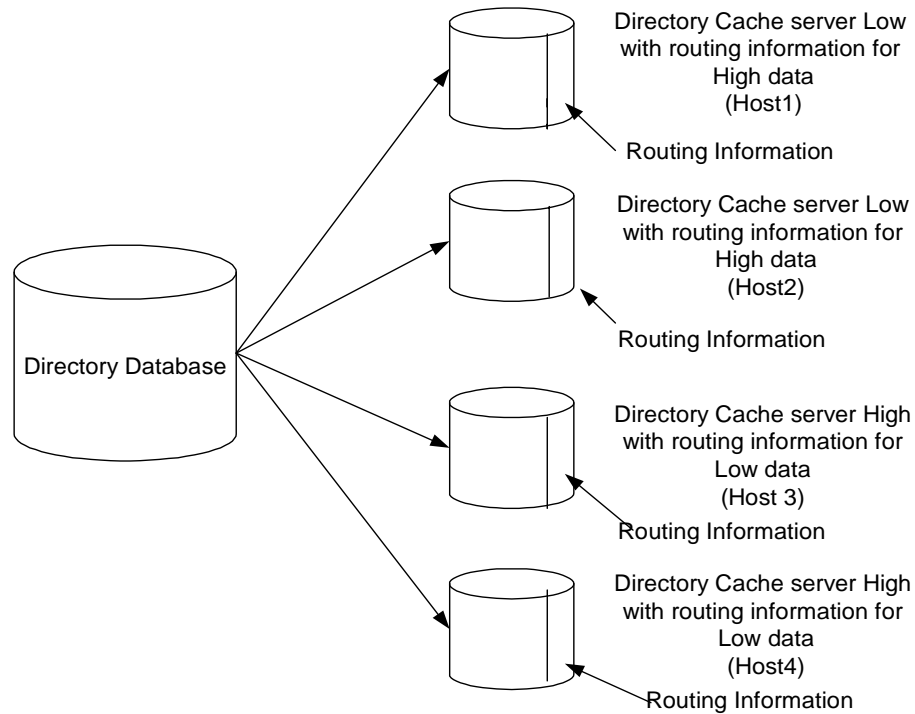 Directory Cache server Low
with routing information for
High data
(Host1)
Routing Information
Directory Cache server Low
with routing information for
High data
(Host2)
Routing Information
Directory Database
Directory Cache server High
with routing information for
Low data
(Host 3)
Routing Information
Directory Cache server High
with routing information for
Low data
(Host4)
Routing Information